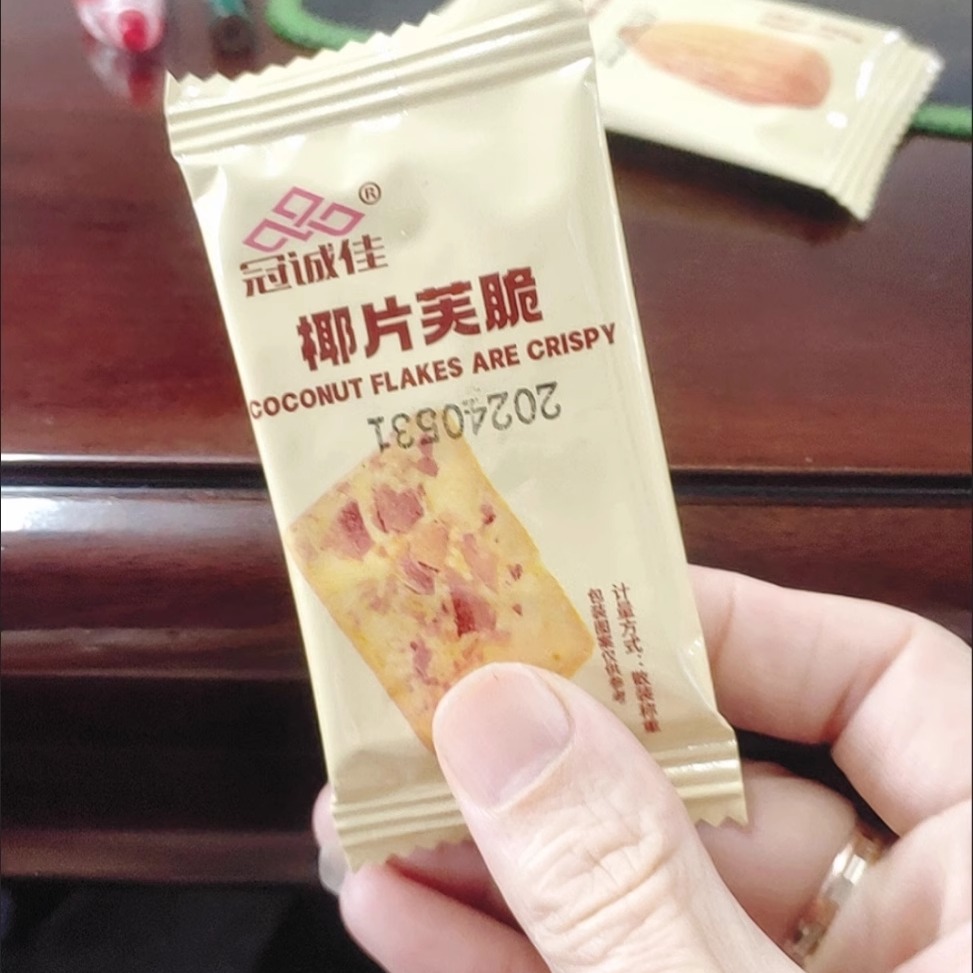 ®
冠诚佳
椰片芙脆
COCONUT FLAKES ARE CRISPY
20240531
计量方式：散装称重
包装图案仅供参考